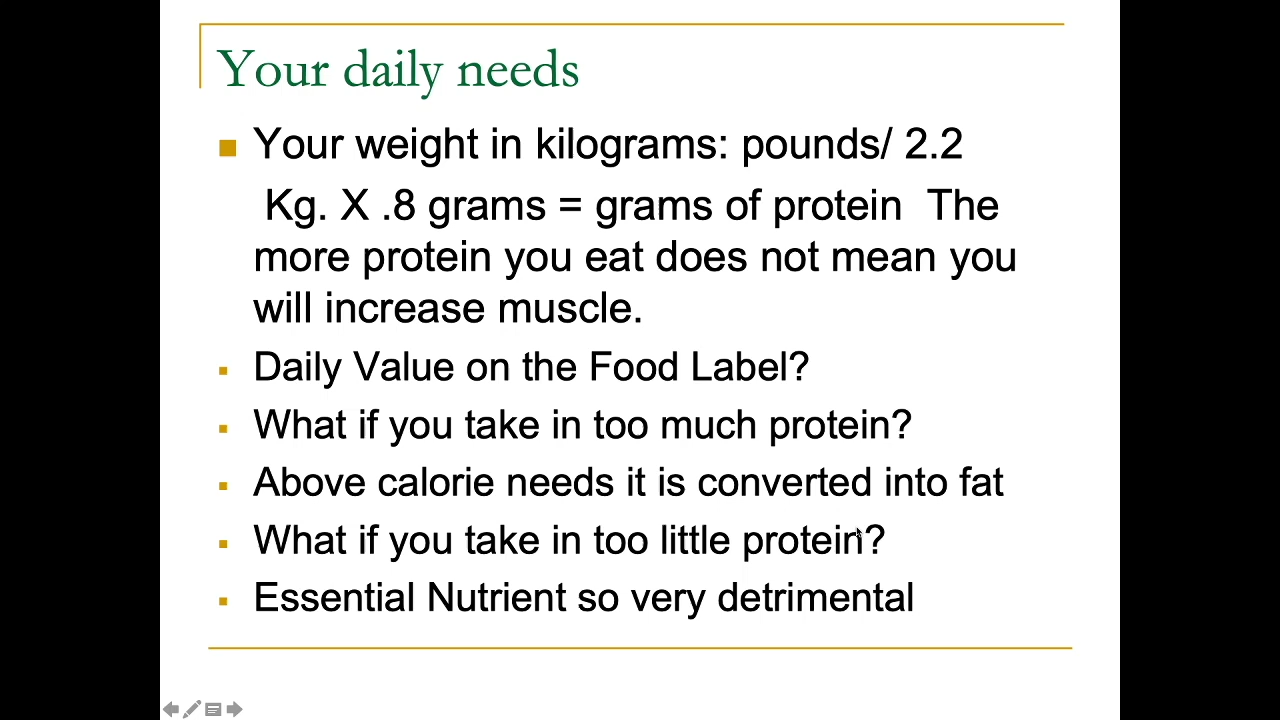 Your daily needs
Your weight in kilograms: pounds/ 2.2
Kg. X .8 grams = grams of protein  The
more protein you eat does not mean you
will increase muscle.
Daily Value on the Food Label?
What if you take in too much protein?
Above calorie needs it is converted into fat
What if you take in too little protein?
Essential Nutrient so very detrimental